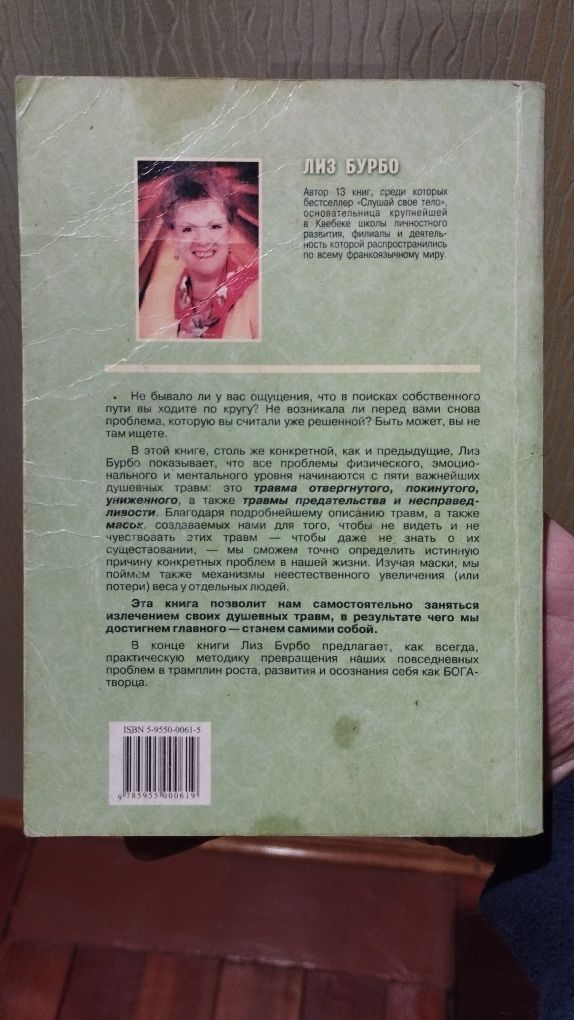 ЛИЗ БУРБО
Автор 13 книг, среди которых
бестселлер «Слушай свое тело»,
основательница крупнейшей
в Квебеке школы личностного
развития, филиалы и деятель-
ность которой распространились
по всему франкоязычному миру.
Не бывало ли у вас ощущения, что в поисках собственного
пути вы ходите по кругу? Не возникала ли перед вами снова
проблема, которую вы считали уже решенной? Быть может, вы не
там ищете.
В этой книге, столь же конкретной, как и предыдущие, Лиз
Бурбо показывает, что все проблемы физического, эмоцио-
нального и ментального уровня начинаются с пяти важнейших
душевных травм: это травма отвергнутого, покинутого,
униженного, а также травмы предательства и несправед-
ливости. Благодаря подробнейшему описанию травм, а также
масок, создаваемых нами для того, чтобы не видеть и не
чувствовать этих травм — чтобы даже не знать о их
существовании, — мы сможем точно определить истинную
причину конкретных проблем в нашей жизни. Изучая маски, мы
поймем также механизмы неестественного увеличения (или
потери) веса у отдельных людей.
Эта книга позволит нам самостоятельно заняться
излечением своих душевных травм, в результате чего мы
достигнем главного — станем самими собой.
В конце книги Лиз Бурбо предлагает, как всегда,
практическую методику превращения наших повседневных
проблем в трамплин роста, развития и осознания себя как БОГА-
творца.
ISBN 5-9550-0061-5
9 785955 000619